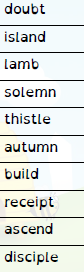 doubt
island
lamb
solemn
thistle
autumn
build
receipt
ascend
disciple